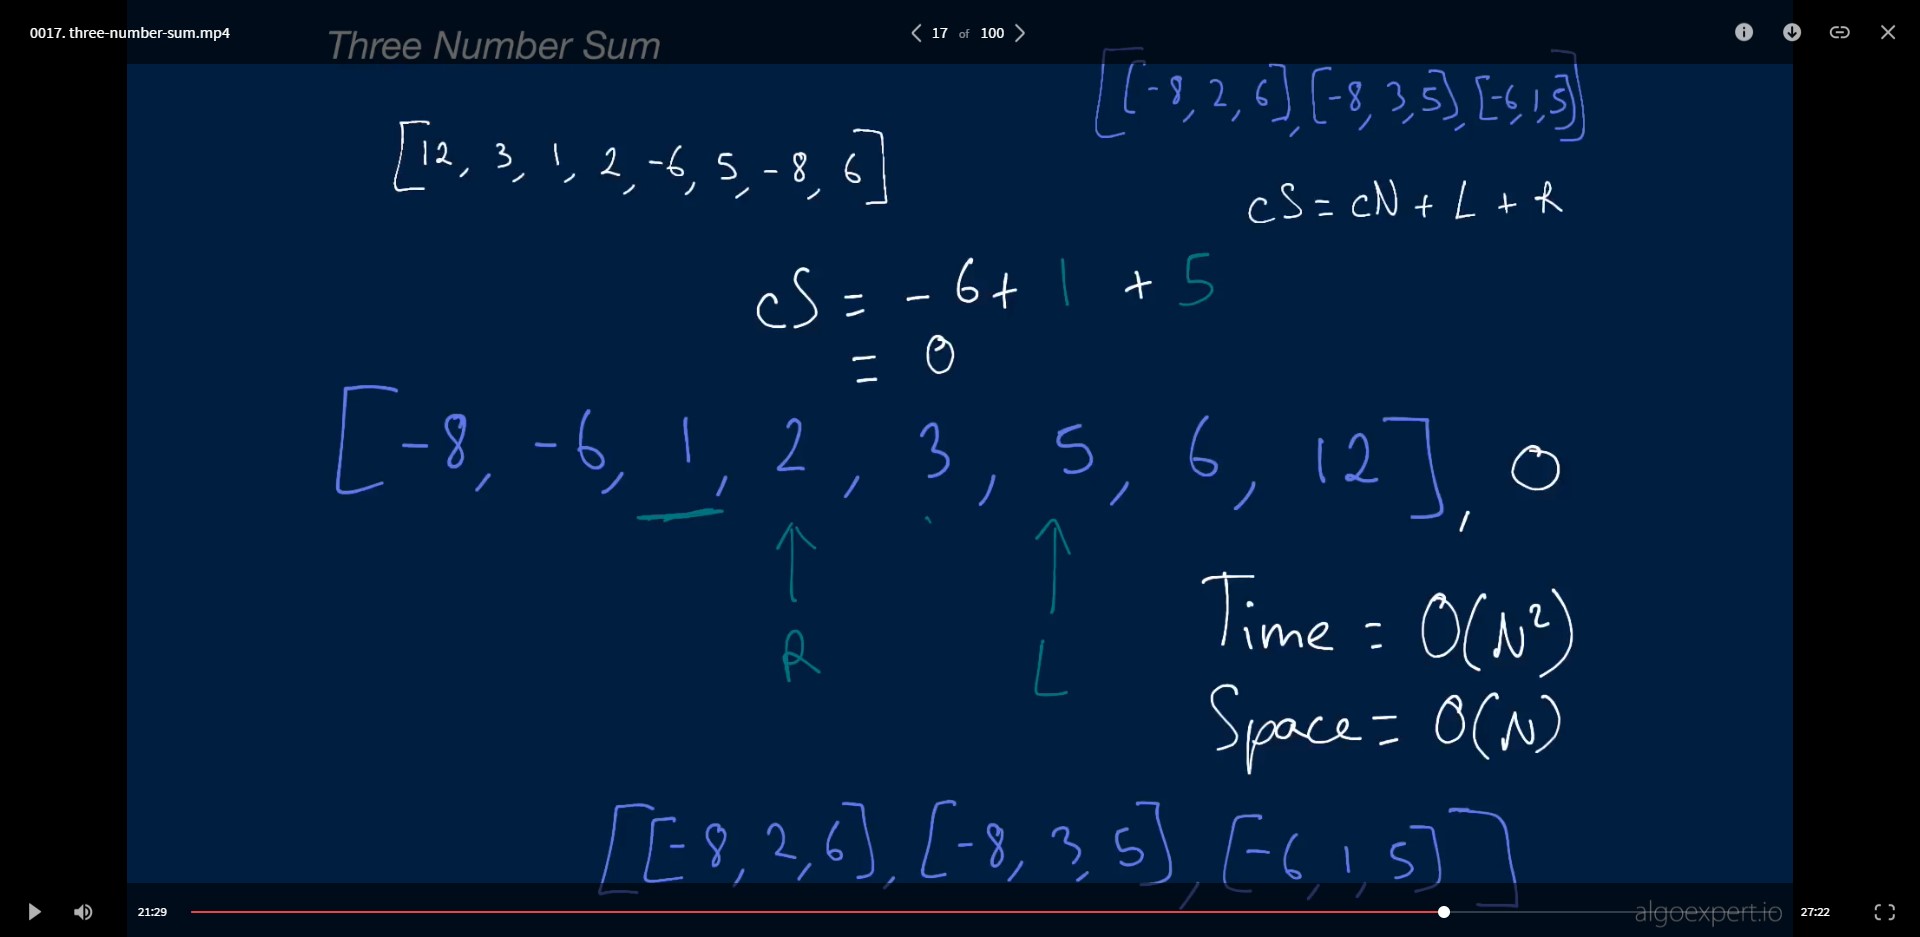 0017. three-number-sum.mp4
17 of 100
Three Number Sum
[[-8, 2, 6], [-8, 3, 5], [-6, 1, 5]]
[12, 3, 1, 2, -6, 5, -8, 6]
cS = cN + L + R
cS = -6 + 1 + 5
= 0
[-8, -6, 1, 2, 3, 5, 6, 12], 0
R L
Time = O(N²)
Space = O(N)
[[-8, 2, 6], [-8, 3, 5], [-6, 1, 5]]
21:29
algoexpert.io
27:22